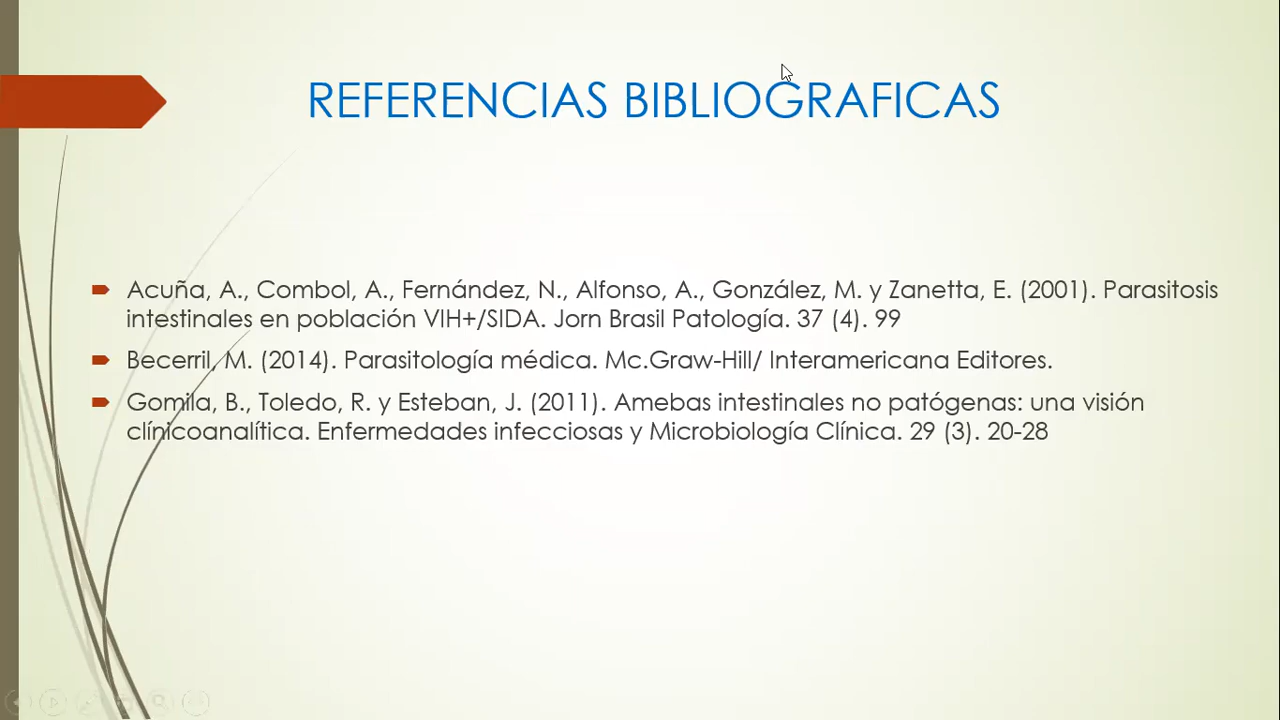 REFERENCIAS BIBLIOGRAFICAS
Acuña, A., Combol, A., Fernández, N., Alfonso, A., González, M. y Zanetta, E. (2001). Parasitosis
intestinales en población VIH+/SIDA. Jorn Brasil Patología. 37 (4). 99
Becerril, M. (2014). Parasitología médica. Mc.Graw-Hill/ Interamericana Editores.
Gomila, B., Toledo, R. y Esteban, J. (2011). Amebas intestinales no patógenas: una visión
clínicoanalítica. Enfermedades infecciosas y Microbiología Clínica. 29 (3). 20-28